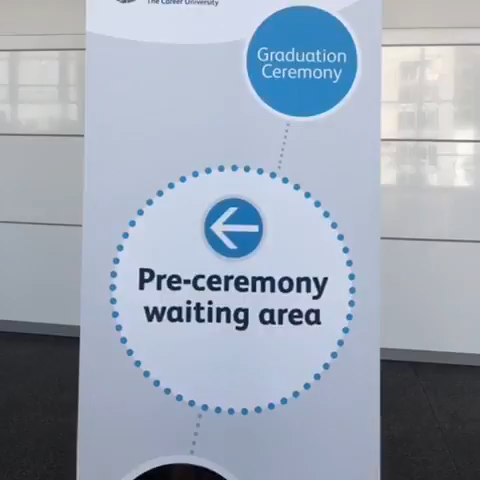 The Career University
Graduation
Ceremony
Pre-ceremony
waiting area